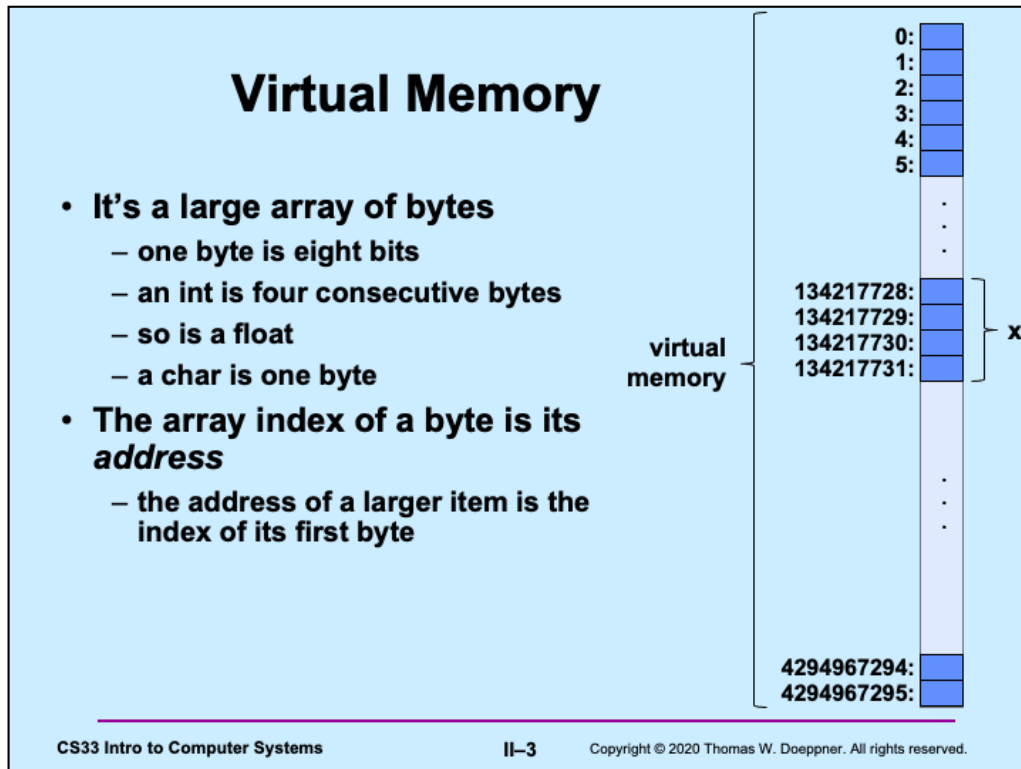 Virtual Memory
• It's a large array of bytes
– one byte is eight bits
– an int is four consecutive bytes
– so is a float
– a char is one byte
• The array index of a byte is its
address
– the address of a larger item is the
index of its first byte
virtual
memory
0:
1:
2:
3:
4:
5:
.
.
.
134217728:
134217729:
134217730:
134217731:
x
.
.
.
4294967294:
4294967295:
CS33 Intro to Computer Systems
II–3
Copyright © 2020 Thomas W. Doeppner. All rights reserved.